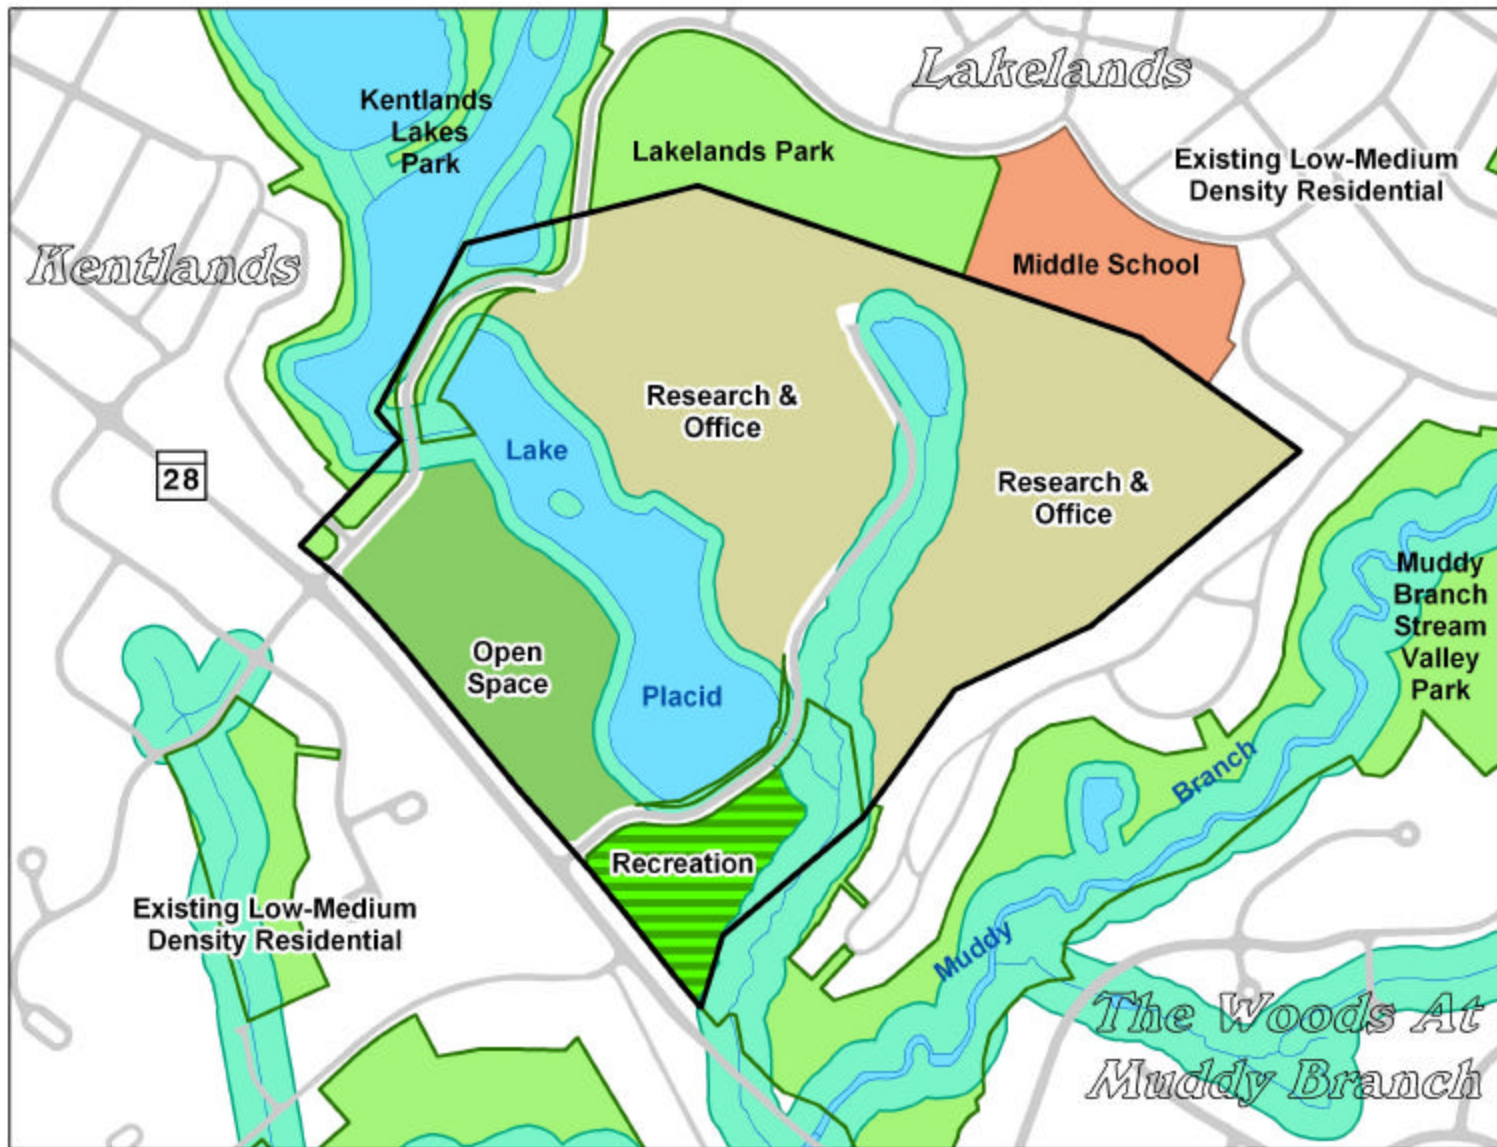 Lakelands
Kentlands
Lakes
Park
Lakelands Park
Existing Low-Medium
Density Residential
Kentlands
Middle School
Research &
Office
Lake
28
Research &
Office
Muddy
Branch
Stream
Valley
Park
Open
Space
Placid
Branch
Recreation
Existing Low-Medium
Density Residential
Muddy
The Woods At
Muddy Branch